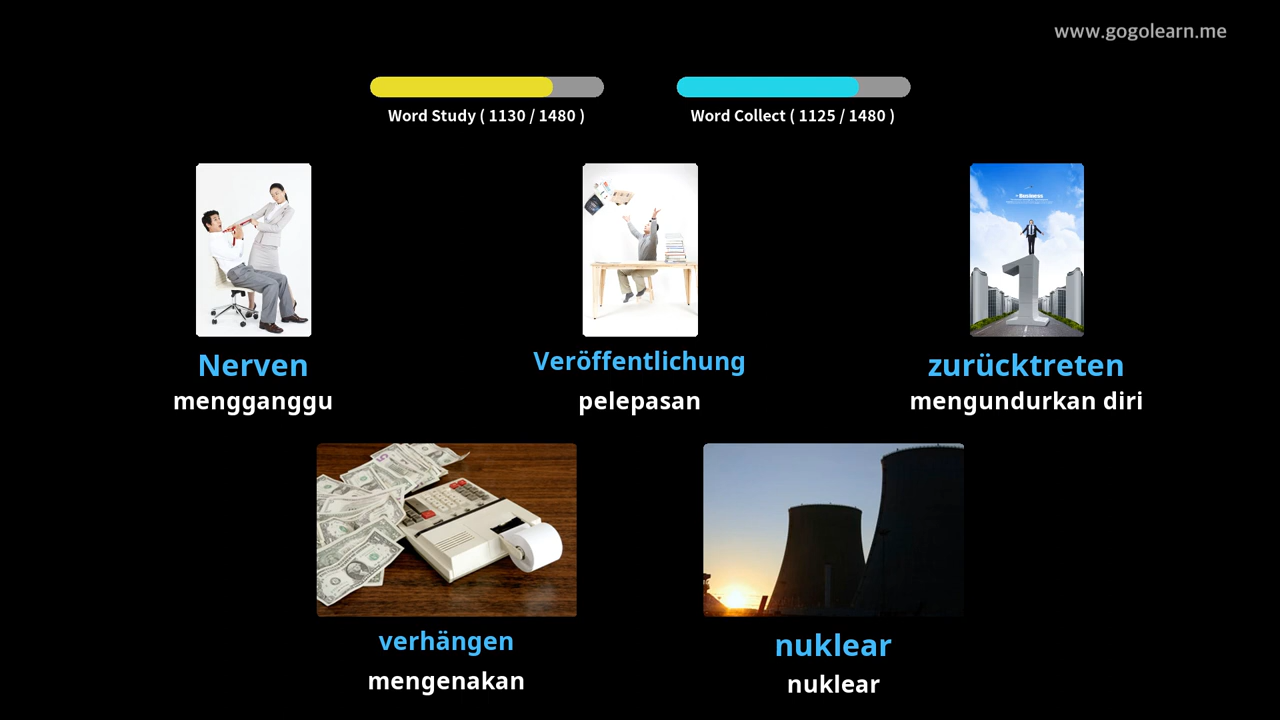 www.gogolearn.me
Word Study ( 1130 / 1480 )
Word Collect ( 1125 / 1480 )
Nerven
mengganggu
Veröffentlichung
pelepasan
zurücktreten
mengundurkan diri
verhängen
mengenakan
nuklear
nuklear